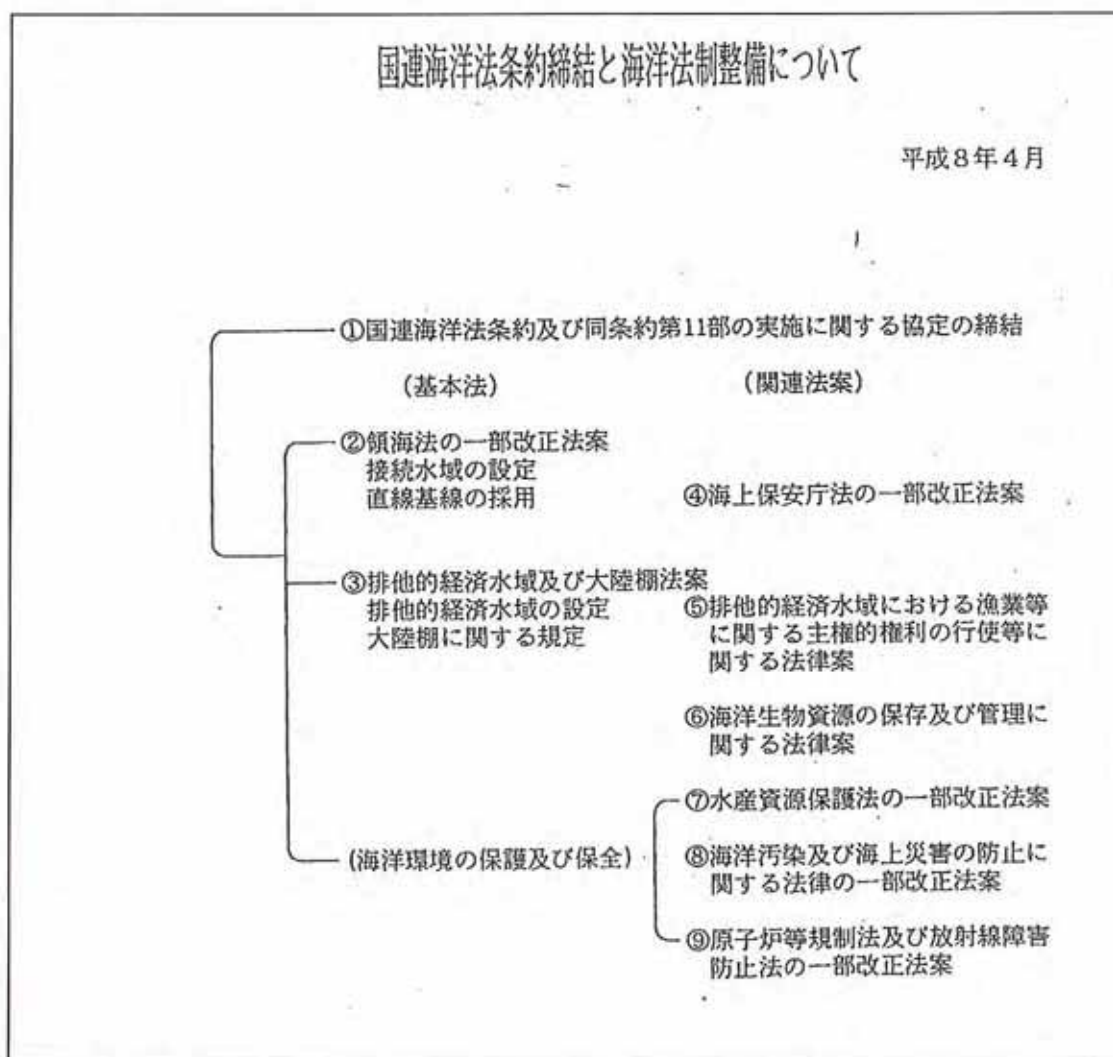 国連海洋法条約締結と海洋法制整備について
平成8年4月
①国連海洋法条約及び同条約第11部の実施に関する協定の締結
(基本法)
(関連法案)
②領海法の一部改正法案
接続水域の設定
直線基線の採用
④海上保安庁法の一部改正法案
③排他的経済水域及び大陸棚法案
排他的経済水域の設定
大陸棚に関する規定
⑤排他的経済水域における漁業等
に関する主権的権利の行使等に
関する法律案
⑥海洋生物資源の保存及び管理に
関する法律案
(海洋環境の保護及び保全)
⑦水産資源保護法の一部改正法案
⑧海洋汚染及び海上災害の防止に
関する法律の一部改正法案
⑨原子炉等規制法及び放射線障害
防止法の一部改正法案